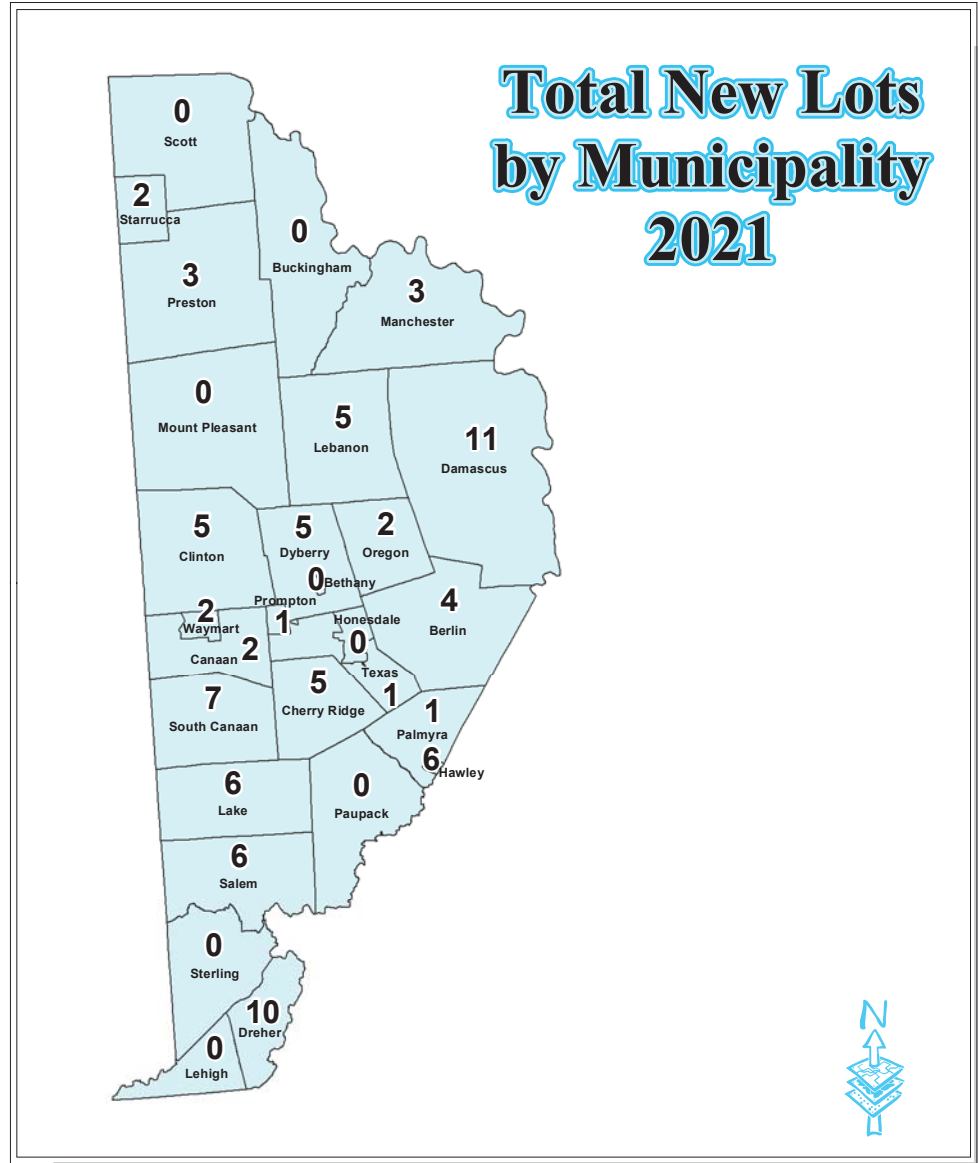 Total New Lots
by Municipality
2021
0
Scott
2
Starrucca
0
Buckingham
3
Preston
3
Manchester
0
Mount Pleasant
5
Lebanon
11
Damascus
5
Clinton
5
Dyberry
2
Oregon
0 Bethany
Prompton
1
2
Waymart
Honesdale
0
4
Berlin
Canaan 2
Texas
1
7
South Canaan
5
Cherry Ridge
1
Palmyra
6
Hawley
6
Lake
0
Paupack
6
Salem
0
Sterling
10
Dreher
0
Lehigh
N